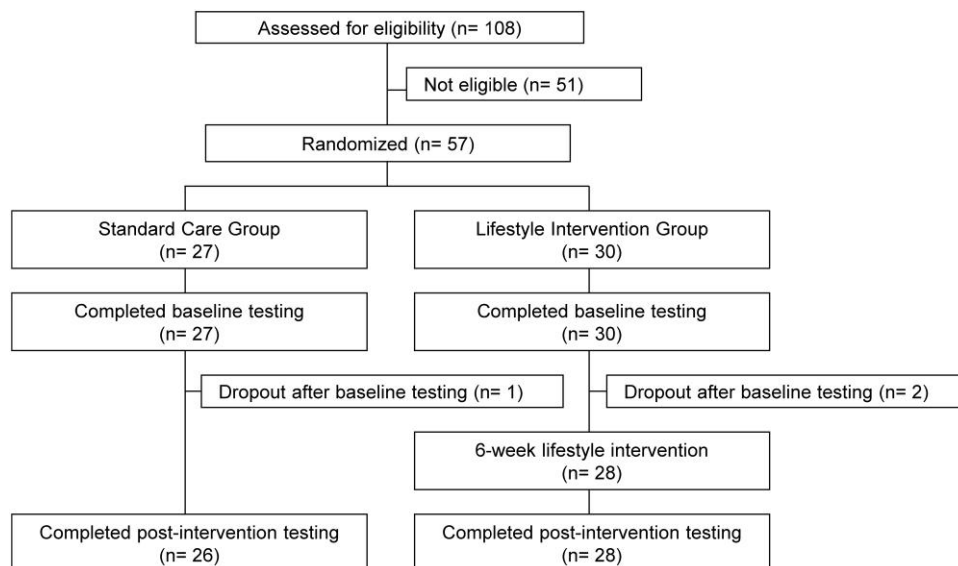 Assessed for eligibility (n= 108)
Not eligible (n= 51)
Randomized (n= 57)
Standard Care Group
(n= 27)
Lifestyle Intervention Group
(n= 30)
Completed baseline testing
(n= 27)
Completed baseline testing
(n= 30)
Dropout after baseline testing (n= 1)
Dropout after baseline testing (n= 2)
6-week lifestyle intervention
(n= 28)
Completed post-intervention testing
(n= 26)
Completed post-intervention testing
(n= 28)